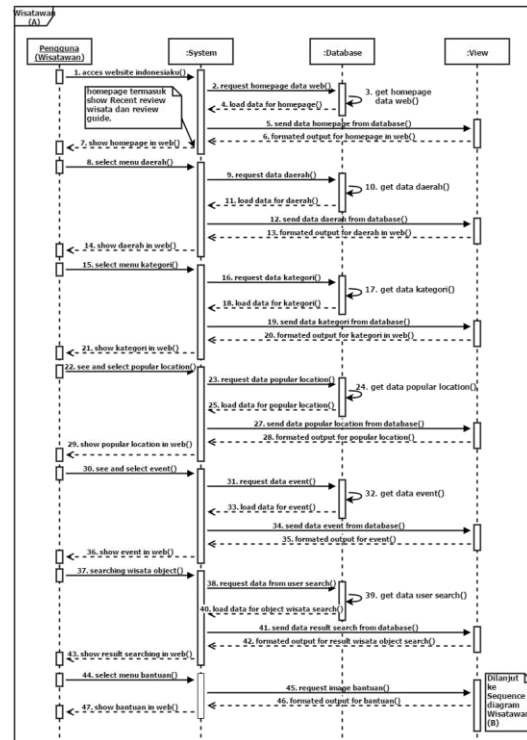 Wisatawan
(A)
Pengguna
(Wisatawan)
:System
:Database
:View
1. acces website indonesiaku()
2. request homepage data web()
3. get homepage
data web()
homepage termasuk
show Recent review
wisata dan review
guide.
4. load data for homepage()
5. send data homepage from database()
6. formated output for homepage in web()
7. show homepage in web()
8. select menu daerah()
9. request data daerah()
10. get data daerah()
11. load data for daerah()
12. send data daerah from database()
13. formated output for daerah in web()
14. show daerah in web()
15. select menu kategori()
16. request data kategori()
17. get data kategori()
18. load data for kategori()
19. send data kategori from database()
20. formated output for kategori in web()
21. show kategori in web()
22. see and select popular location()
23. request data popular location()
24. get data popular location()
25. load data for popular location()
27. send data popular location from database()
28. formated output for popular location()
29. show popular location in web()
30. see and select event()
31. request data event()
32. get data event()
33. load data for event()
34. send data event from database()
35. formated output for event()
36. show event in web()
37. searching wisata object()
38. request data from user search()
39. get data user search()
40. load data for object wisata search()
41. send data result search from database()
42. formated output for result wisata object search()
43. show result searching in web()
44. select menu bantuan()
45. request image bantuan()
46. formated output for bantuan()
47. show bantuan in web()
Dilanjut
ke
Sequence
diagram
Wisatawan
(B)